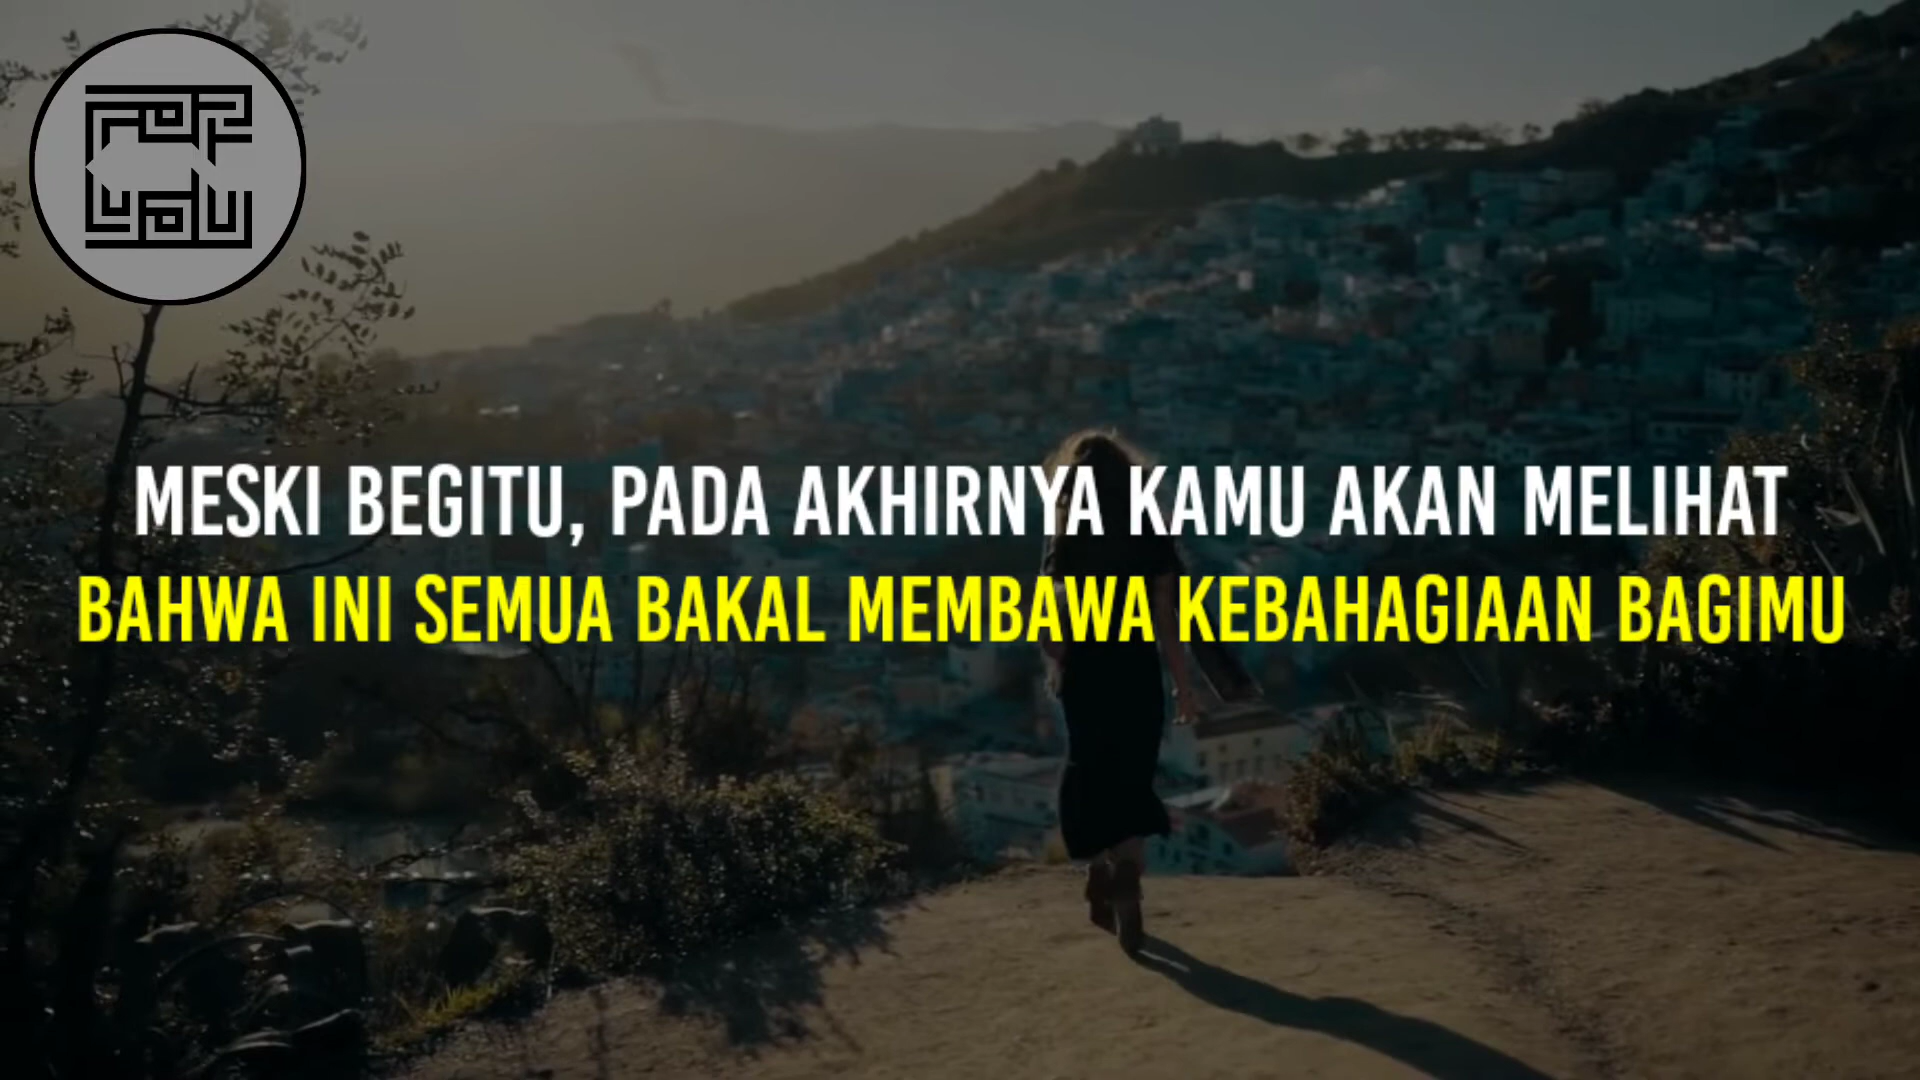 MESKI BEGITU, PADA AKHIRNYA KAMU AKAN MELIHAT
BAHWA INI SEMUA BAKAL MEMBAWA KEBAHAGIAAN BAGIMU